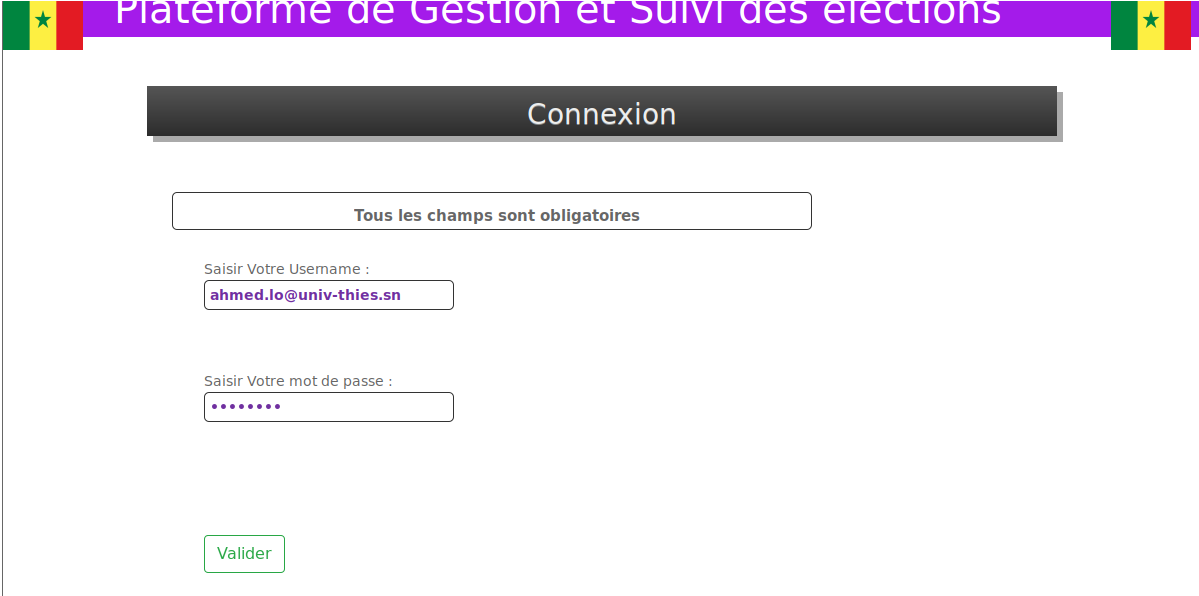 Plateforme de Gestion et Suivi des élections
Connexion
Tous les champs sont obligatoires
Saisir Votre Username :
ahmed.lo@univ-thies.sn
Saisir Votre mot de passe :
••••••••
Valider